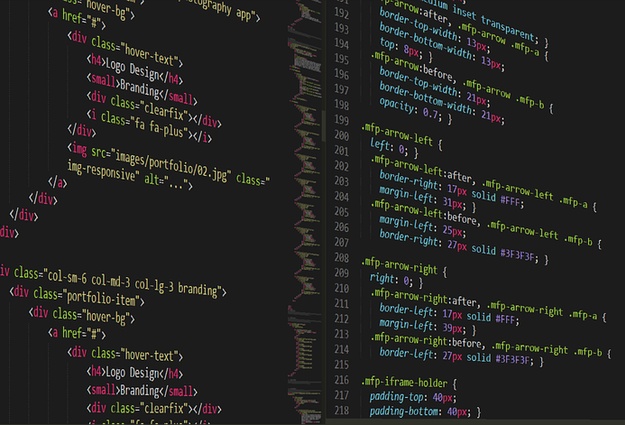 tography app">
class="hover-bg">
<a href="#">
<div class="hover-text">
<h4>Logo Design</h4>
<small>Branding</small>
<div class="clearfix"></div>
<i class="fa fa-plus"></i>
</div>
<img src="images/portfolio/02.jpg" class="
img-responsive" alt="...">
</a>
</div>
</div>
div>
iv class="col-sm-6 col-md-3 col-lg-3 branding">
<div class="portfolio-item">
<div class="hover-bg">
<a href="#">
<div class="hover-text">
<h4>Logo Design</h4>
<small>Branding</small>
<div class="clearfix"></div>
192 inset transparent; }
193 .mfp-arrow:after, .mfp-arrow .mfp-a {
194 border-top-width: 13px;
border-bottom-width: 13px;
195 top: 8px; }
196 .mfp-arrow:before, .mfp-arrow .mfp-b {
197 border-top-width: 21px;
198 border-bottom-width: 21px;
opacity: 0.7; }
199
200 .mfp-arrow-left {
201 left: 0; }
202 .mfp-arrow-left:after, .mfp-arrow-left .mfp-a {
203 border-right: 17px solid #FFF;
204 margin-left: 31px; }
205 .mfp-arrow-left:before, .mfp-arrow-left .mfp-b {
206 margin-left: 25px;
207 border-right: 27px solid #3F3F3F; }
208 .mfp-arrow-right {
209 right: 0; }
210 .mfp-arrow-right:after, .mfp-arrow-right .mfp-a {
211 border-left: 17px solid #FFF;
212 margin-left: 39px; }
213 .mfp-arrow-right:before, .mfp-arrow-right .mfp-b {
214 border-left: 27px solid #3F3F3F; }
215
216 .mfp-iframe-holder {
217 padding-top: 40px;
218 padding-bottom: 40px; }